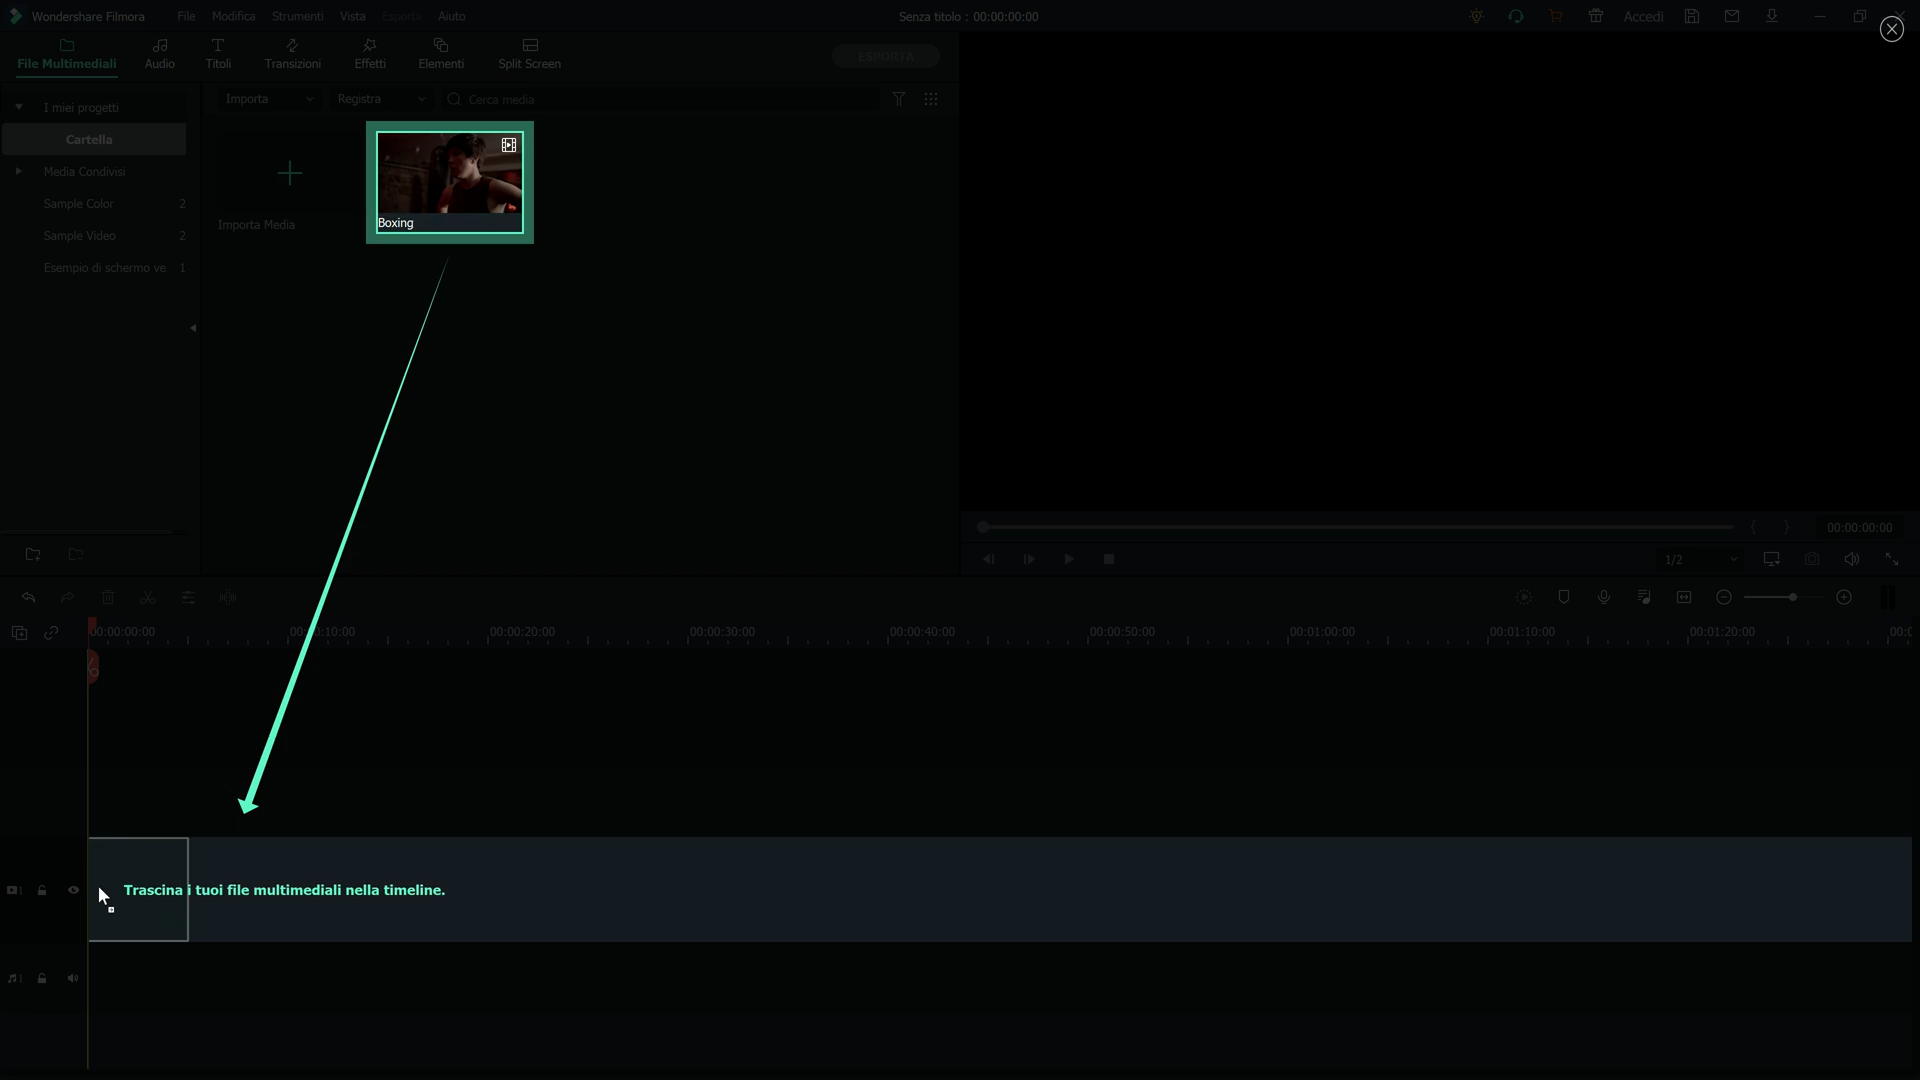 Wondershare Filmora File Modifica Strumenti Vista Esporta Aiuto Senza titolo : 00:00:00:00 Accedi
File Multimediali Audio Titoli Transizioni Effetti Elementi Split Screen ESPORTA
I miei progetti
Cartella
Media Condivisi
Sample Color 2
Sample Video 2
Esempio di schermo ve 1
Importa Registra Cerca media
Importa Media
Boxing
00:00:00:00
1/2
00:00:00:00 00:00:10:00 00:00:20:00 00:00:30:00 00:00:40:00 00:00:50:00 00:01:00:00 00:01:10:00 00:01:20:00 00:0
1 Trascina i tuoi file multimediali nella timeline.
1